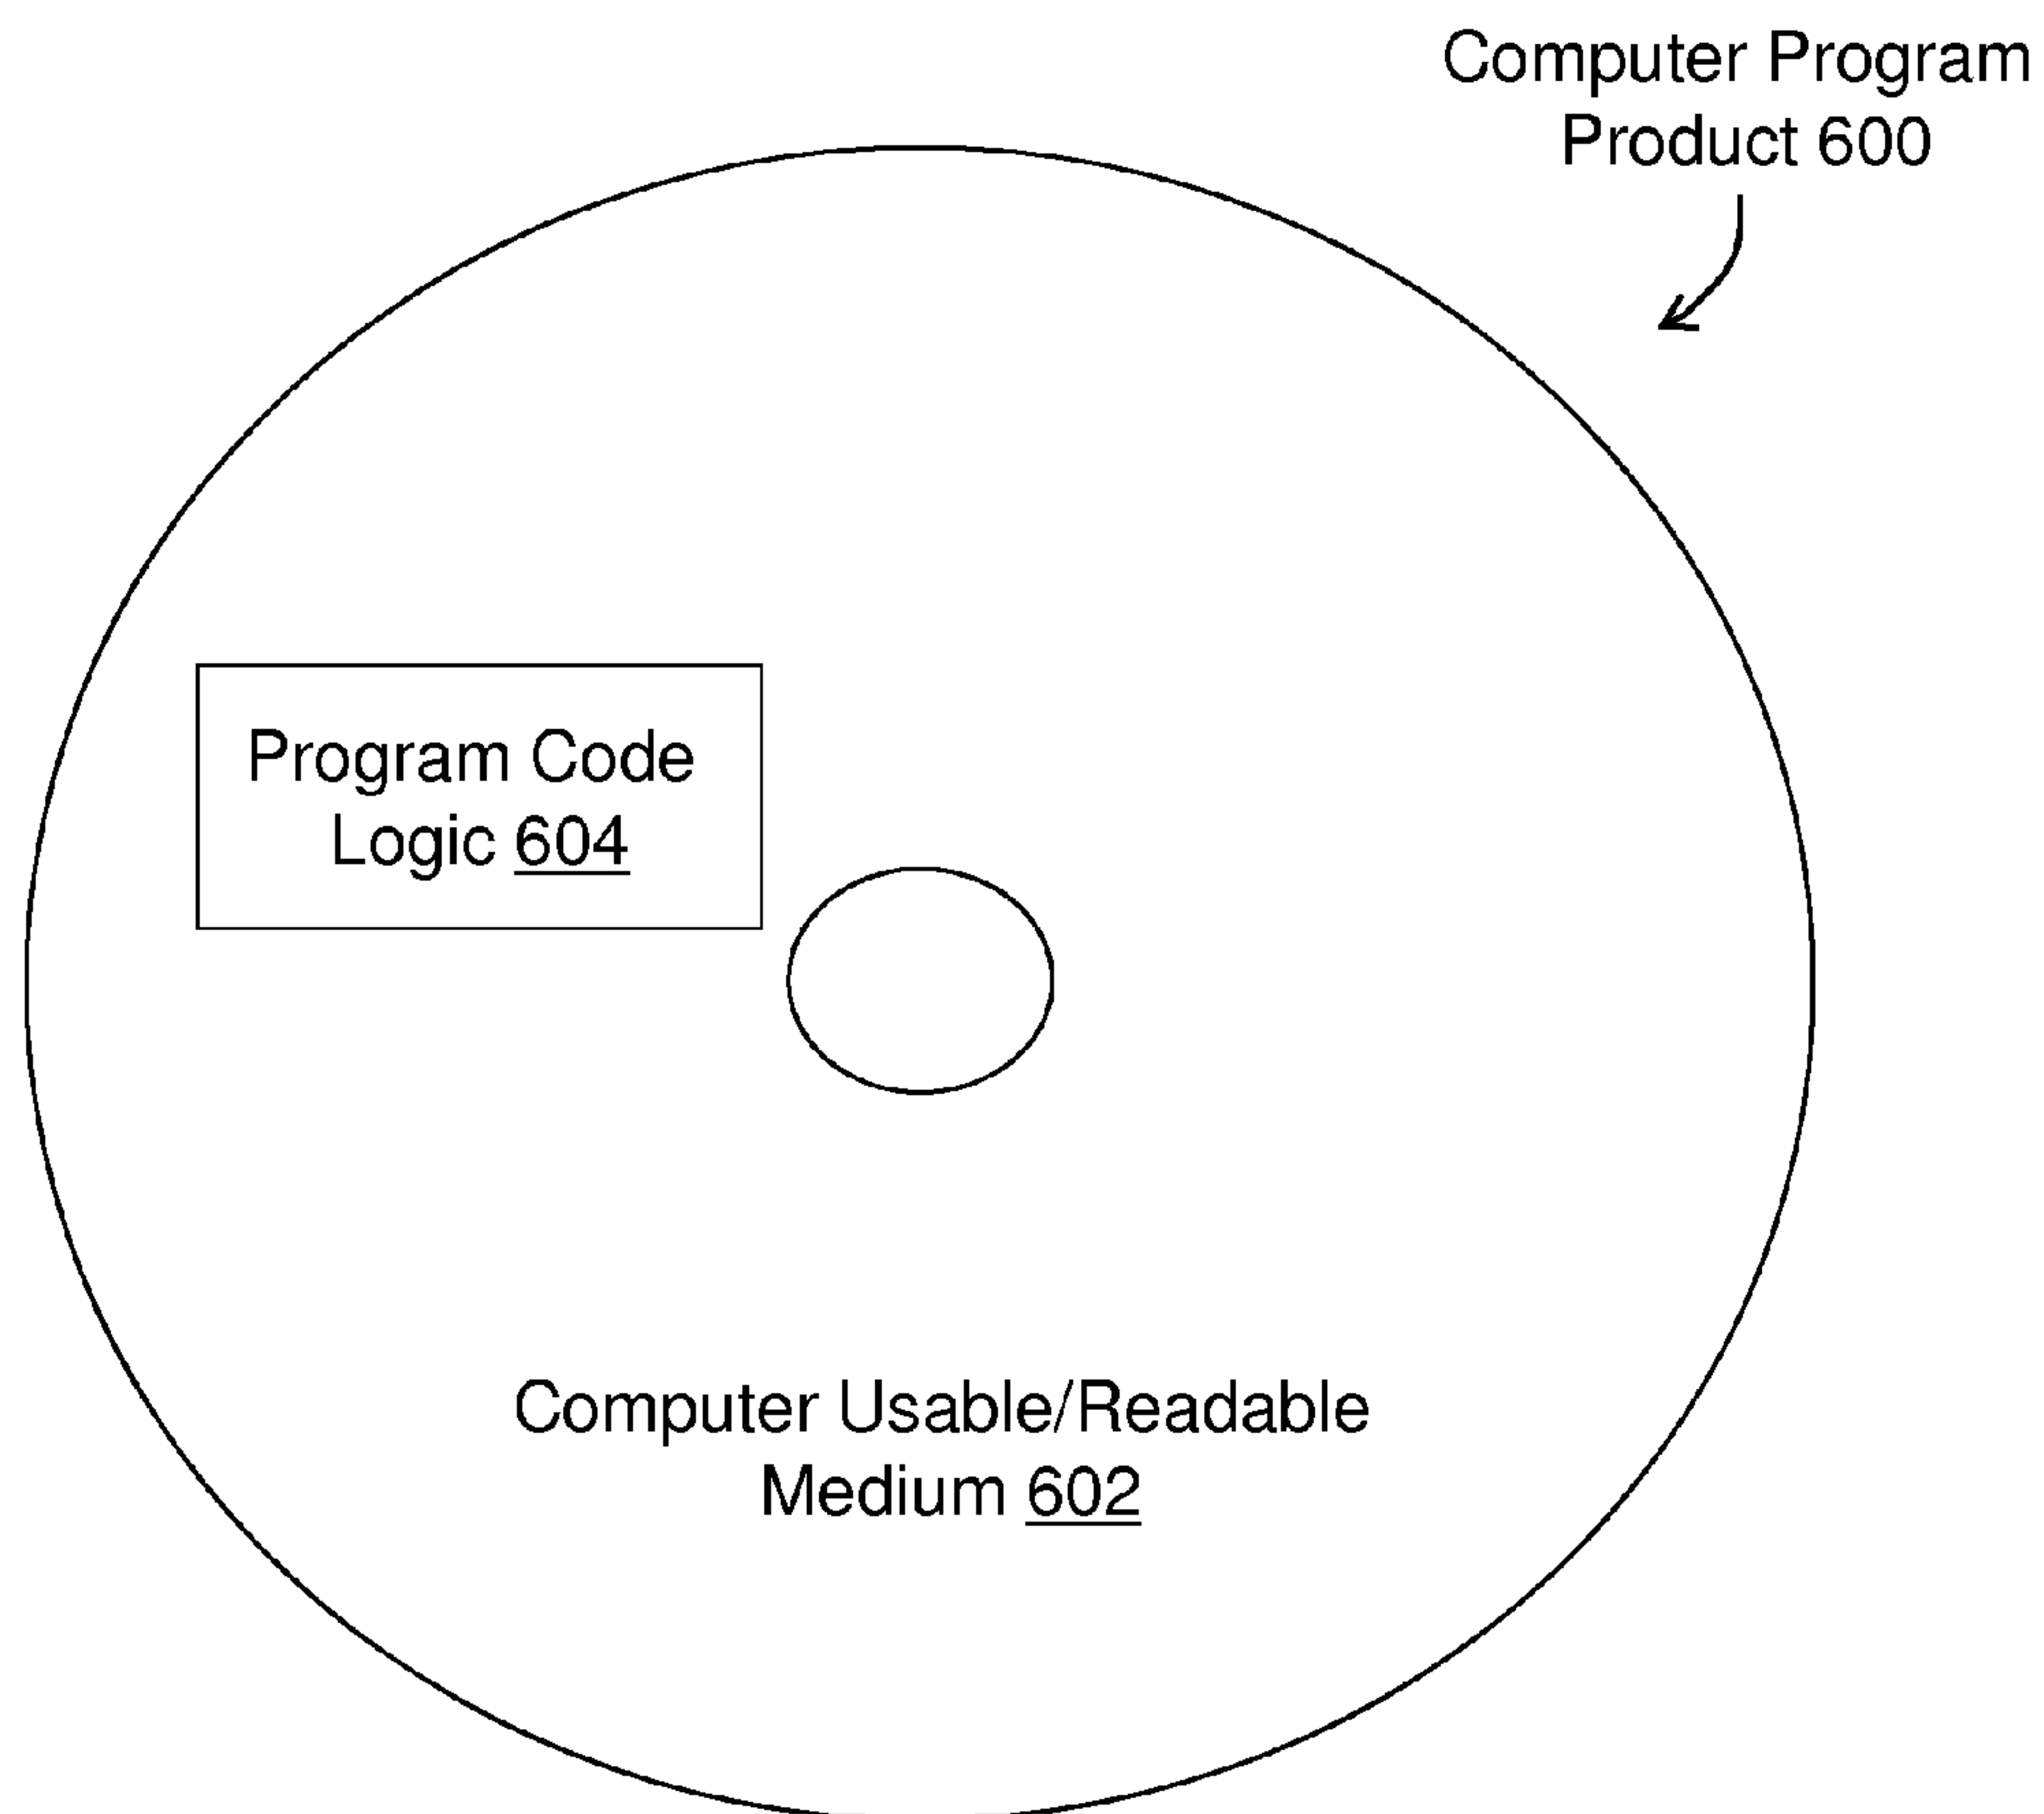 Computer Program
Product 600
Program Code
Logic 604
Computer Usable/Readable
Medium 602